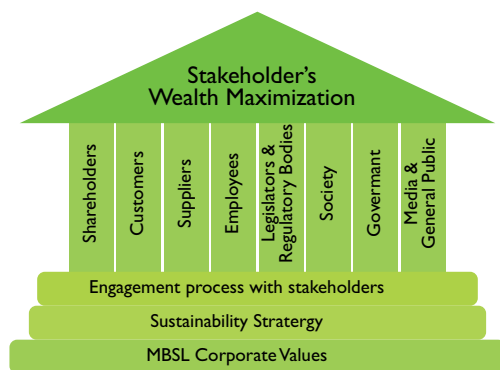 Stakeholder's
Wealth Maximization
Shareholders
Customers
Suppliers
Employees
Legislators &
Regulatory Bodies
Society
Govermant
Media &
General Public
Engagement process with stakeholders
Sustainability Stratergy
MBSL Corporate Values